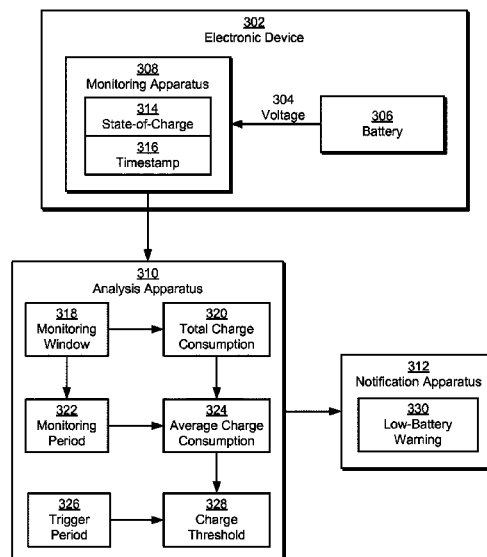 302
Electronic Device
308
Monitoring Apparatus
314
State-of-Charge
316
Timestamp
304
Voltage
306
Battery
310
Analysis Apparatus
318
Monitoring
Window
320
Total Charge
Consumption
322
Monitoring
Period
324
Average Charge
Consumption
326
Trigger
Period
328
Charge
Threshold
312
Notification Apparatus
330
Low-Battery
Warning